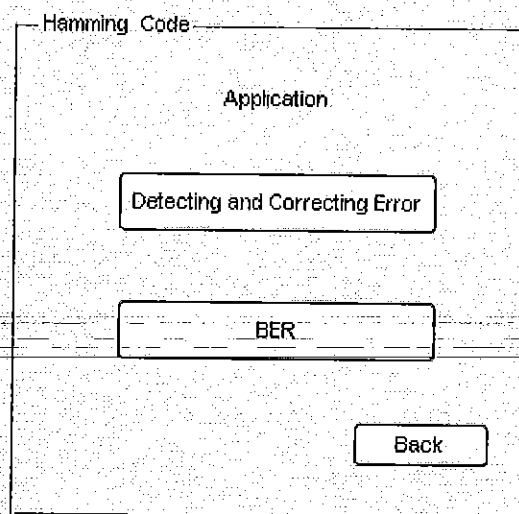 Hamming Code
Application
Detecting and Correcting Error
BER
Back